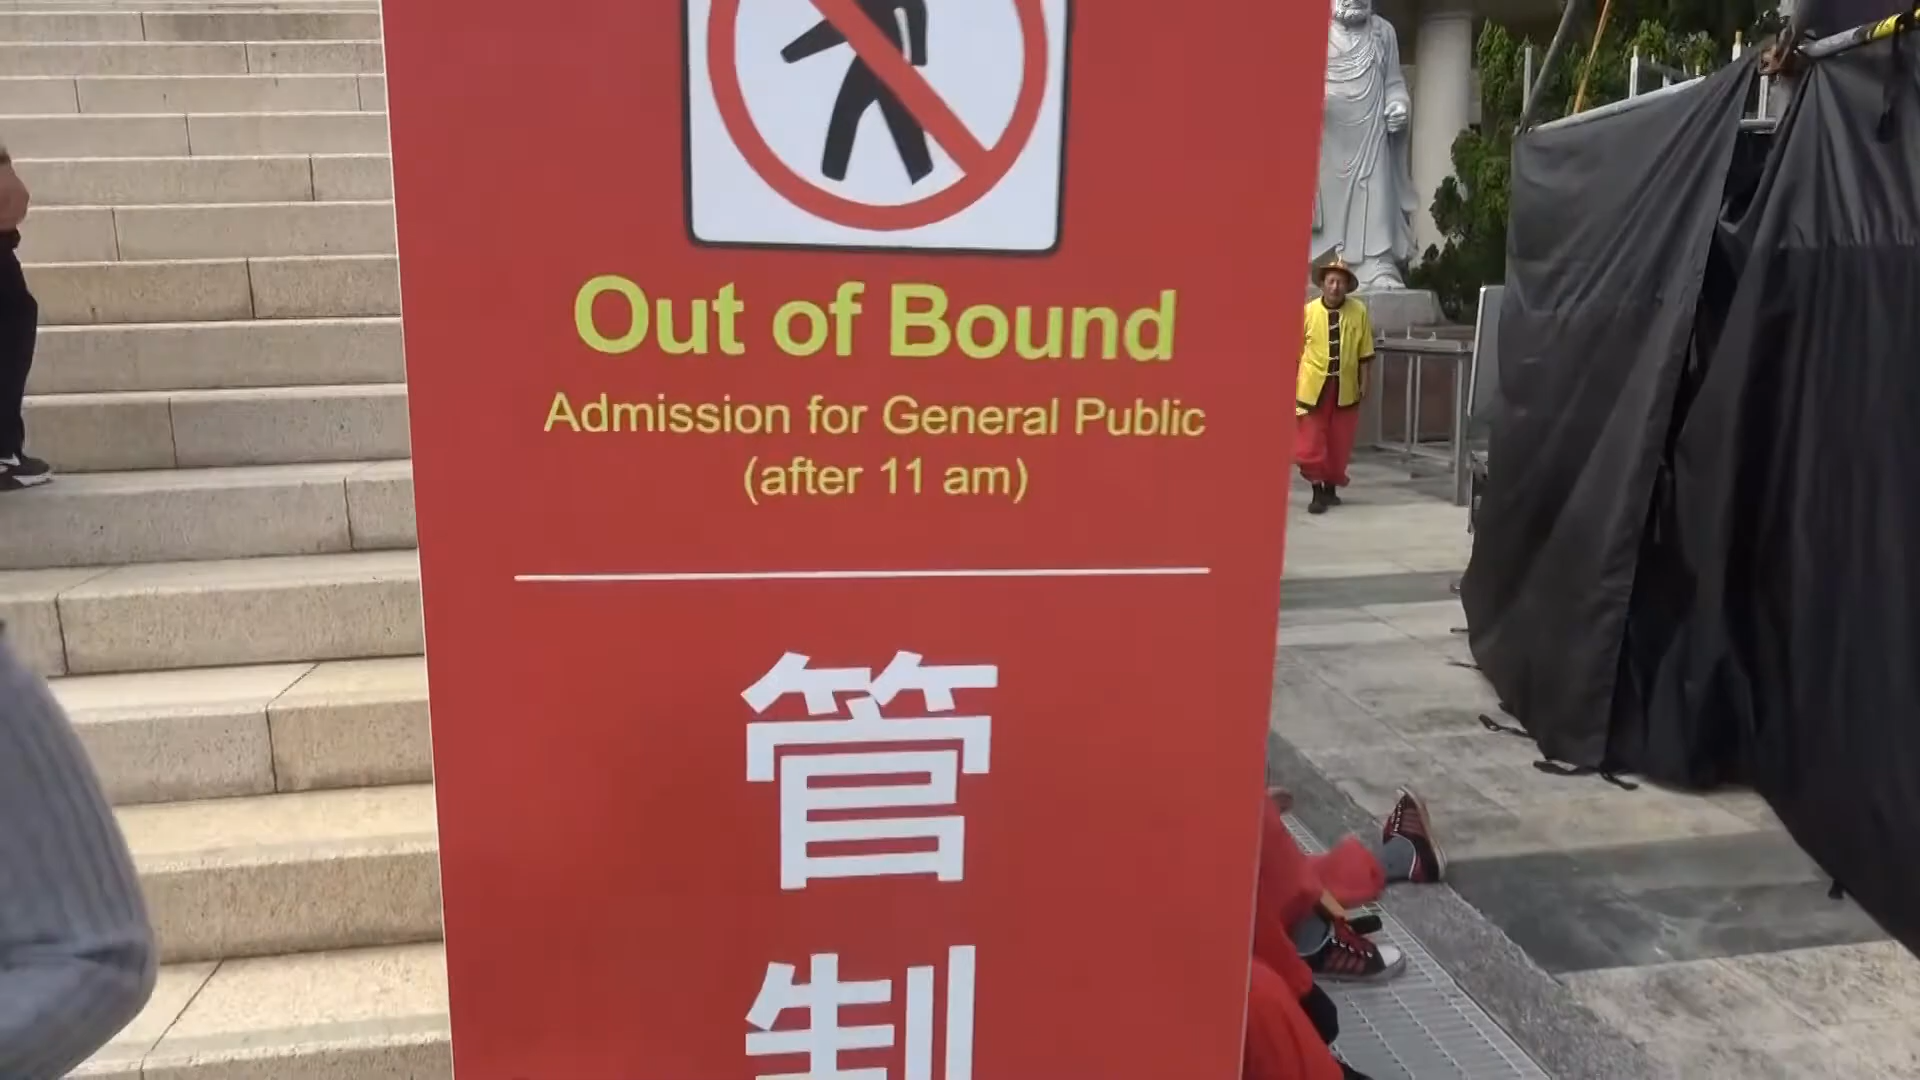 Out of Bound
Admission for General Public
(after 11 am)
管
制